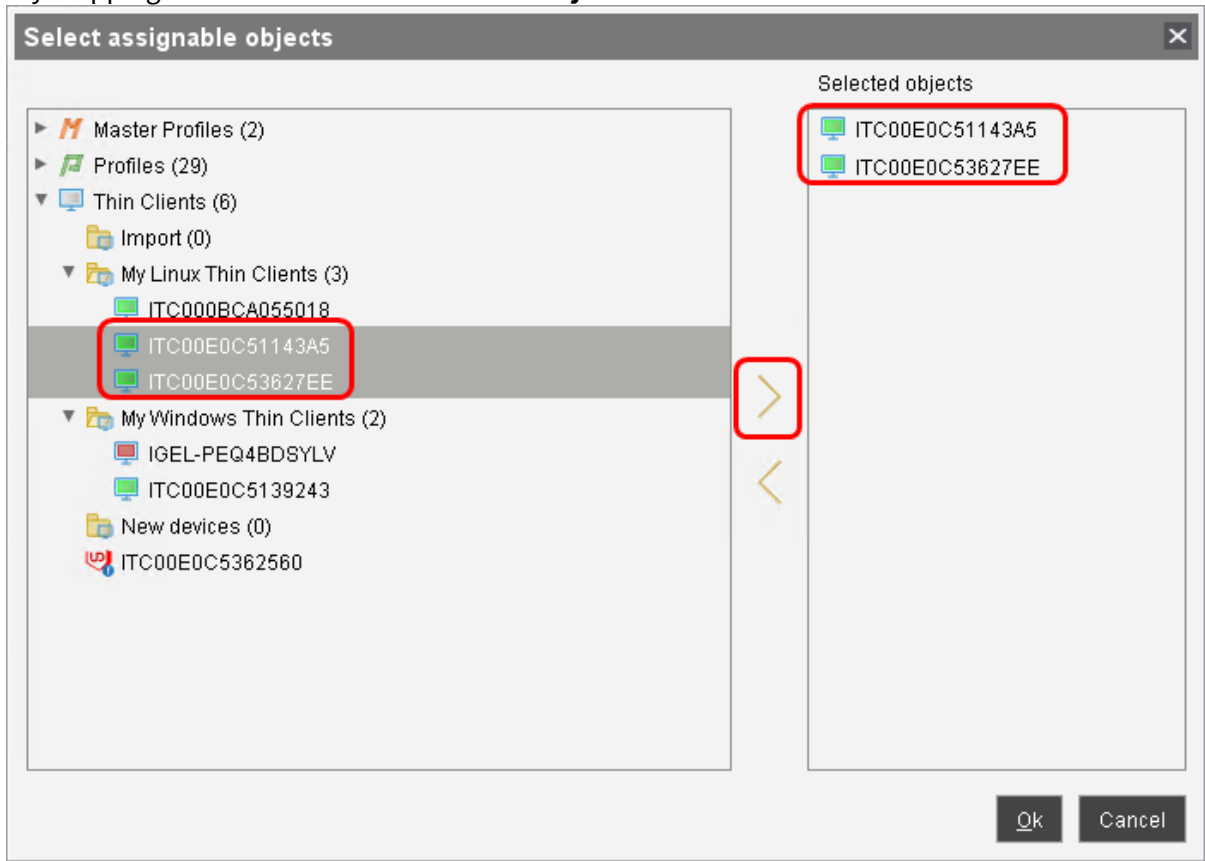 Select assignable objects
Selected objects
Master Profiles (2)
Profiles (29)
Thin Clients (6)
Import (0)
My Linux Thin Clients (3)
ITC000BCA055018
ITC00E0C51143A5
ITC00E0C53627EE
My Windows Thin Clients (2)
IGEL-PEQ4BDSYLV
ITC00E0C5139243
New devices (0)
ITC00E0C5362560
ITC00E0C51143A5
ITC00E0C53627EE
Ok
Cancel